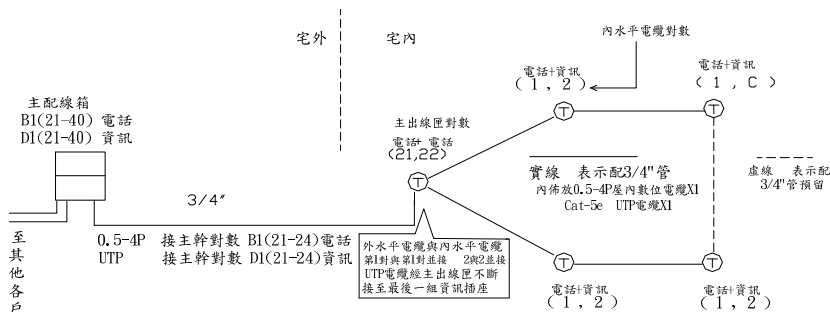 宅外
宅內
內水平電纜對數
電話+資訊
(1,2)
電話+資訊
(1,C)
主配線箱
B1(21-40) 電話
D1(21-40) 資訊
主出線匣對數
電話+ 電話
(21,22)
T
T
T
實線 表示配3/4"管
內佈放0.5-4P屋內數位電纜X1
Cat-5e UTP電纜X1
虛線 表示配
3/4"管預留
3/4"
至其他各戶
0.5-4P 接主幹對數 B1(21-24)電話
UTP 接主幹對數 D1(21-24)資訊
外水平電纜與內水平電纜
第1對與第1對並接 2與2並接
UTP電纜經主出線匣不斷
接至最後一組資訊插座
T
T
電話+資訊
(1,2)
電話+資訊
(1,2)